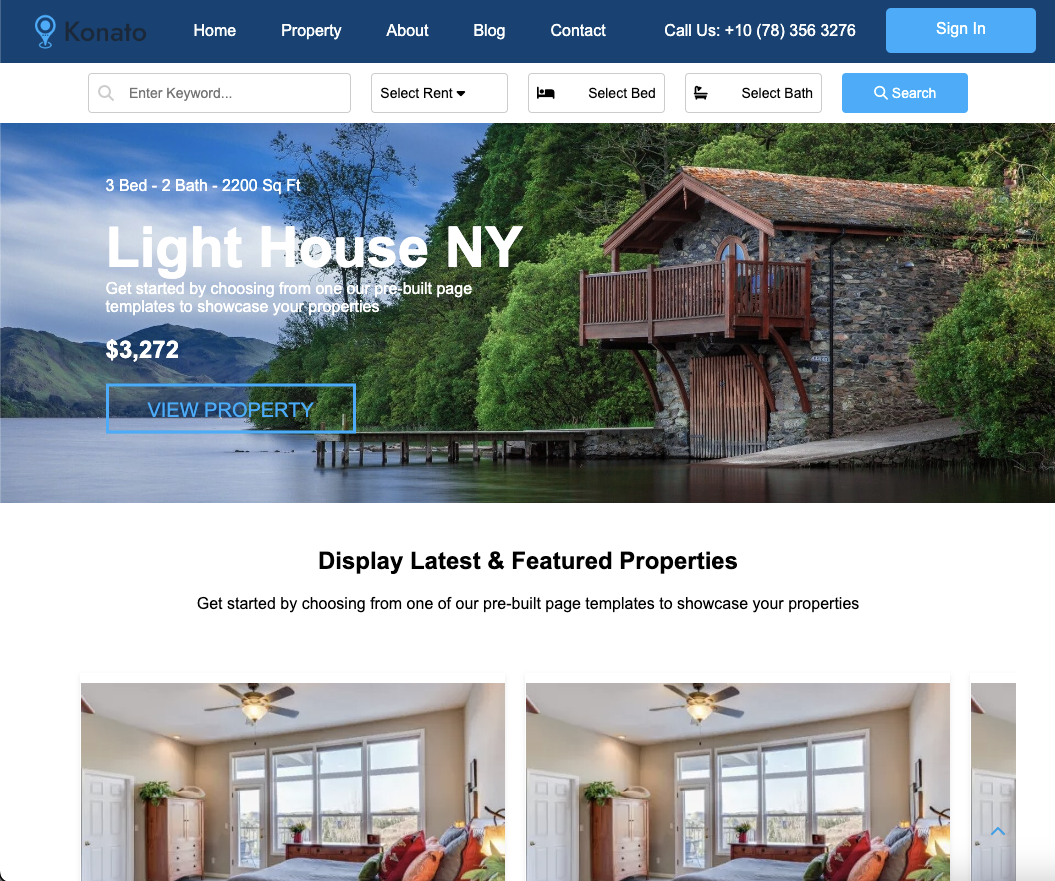 Konato
Home
Property
About
Blog
Contact
Call Us: +10 (78) 356 3276
Sign In
Enter Keyword...
Select Rent
Select Bed
Select Bath
Search
3 Bed - 2 Bath - 2200 Sq Ft
Light House NY
Get started by choosing from one our pre-built page
templates to showcase your properties
$3,272
VIEW PROPERTY
Display Latest & Featured Properties
Get started by choosing from one of our pre-built page templates to showcase your properties